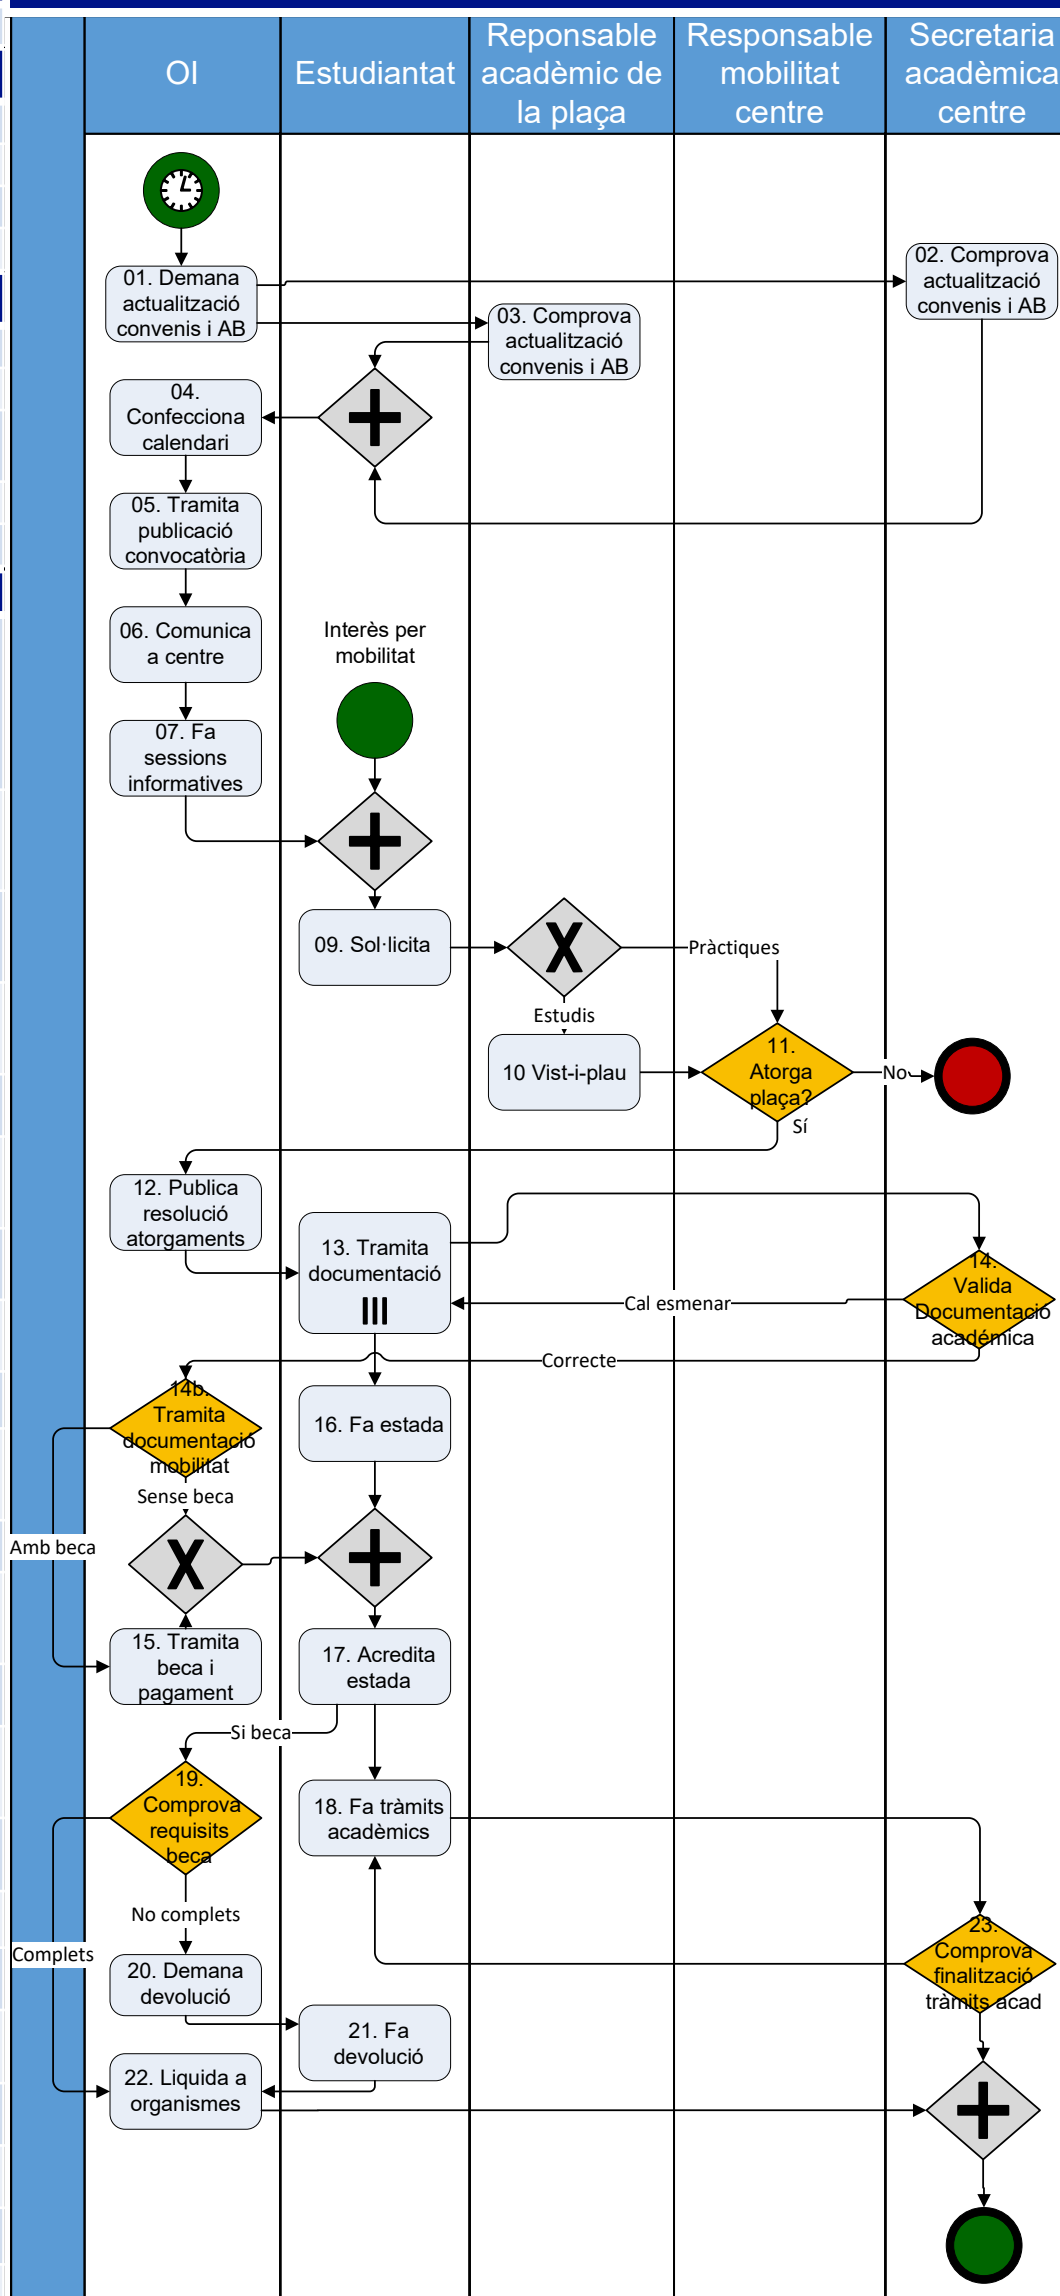 OI
Estudiantat
Reponsable
acadèmic de
la plaça
Responsable
mobilitat
centre
Secretaria
acadèmica
centre
01. Demana
actualització
convenis i AB
02. Comprova
actualització
convenis i AB
03. Comprova
actualització
convenis i AB
04.
Confecciona
calendari
05. Tramita
publicació
convocatòria
06. Comunica
a centre
Interès per
mobilitat
07. Fa
sessions
informatives
09. Sol·licita
Pràctiques
Estudis
10 Vist-i-plau
11.
Atorga
plaça?
No
Sí
12. Publica
resolució
atorgaments
13. Tramita
documentació
14.
Valida
Documentació
académica
Cal esmenar
Correcte
14b.
Tramita
documentació
mobilitat
16. Fa estada
Sense beca
Amb beca
15. Tramita
beca i
pagament
17. Acredita
estada
Si beca
19.
Comprova
requisits
beca
18. Fa tràmits
acadèmics
No complets
Complets
20. Demana
devolució
23.
Comprova
finalització
tràmits acad
21. Fa
devolució
22. Liquida a
organismes